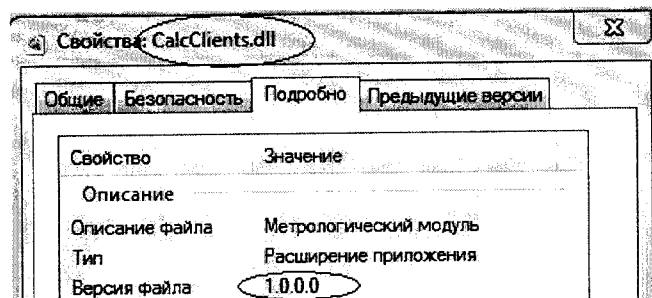 Свойства: CalcClients.dll
Общие Безопасность Подробно Предыдущие версии
Свойство Значение
Описание
Описание файла Метрологический модуль
Тип Расширение приложения
Версия файла 1.0.0.0